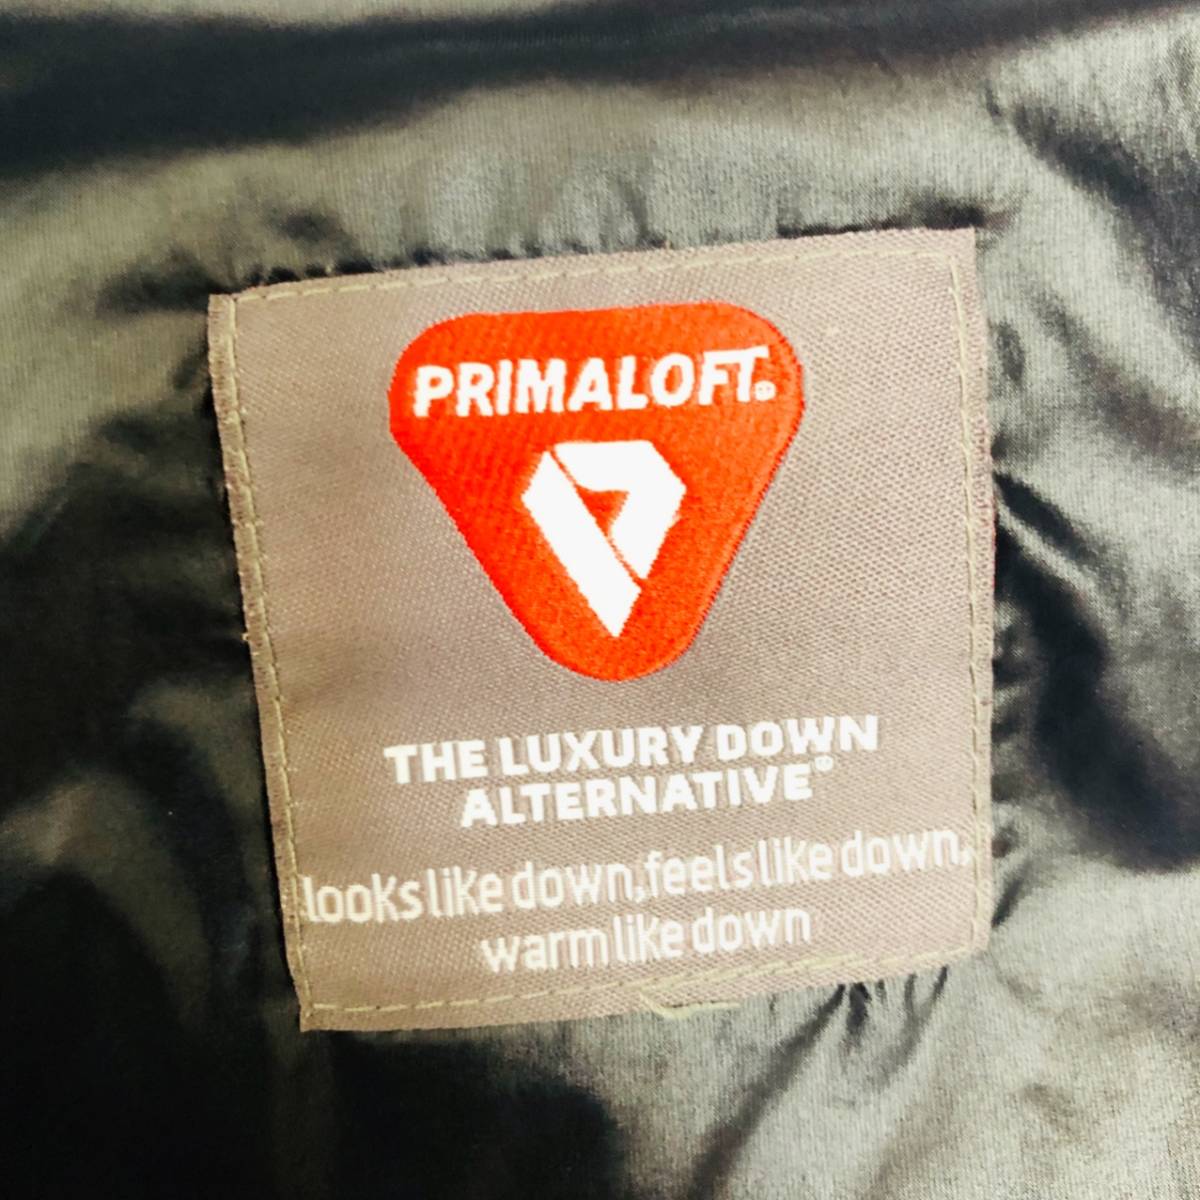 PRIMALOFT®
THE LUXURY DOWN
ALTERNATIVE®
looks like down, feels like down,
warm like down